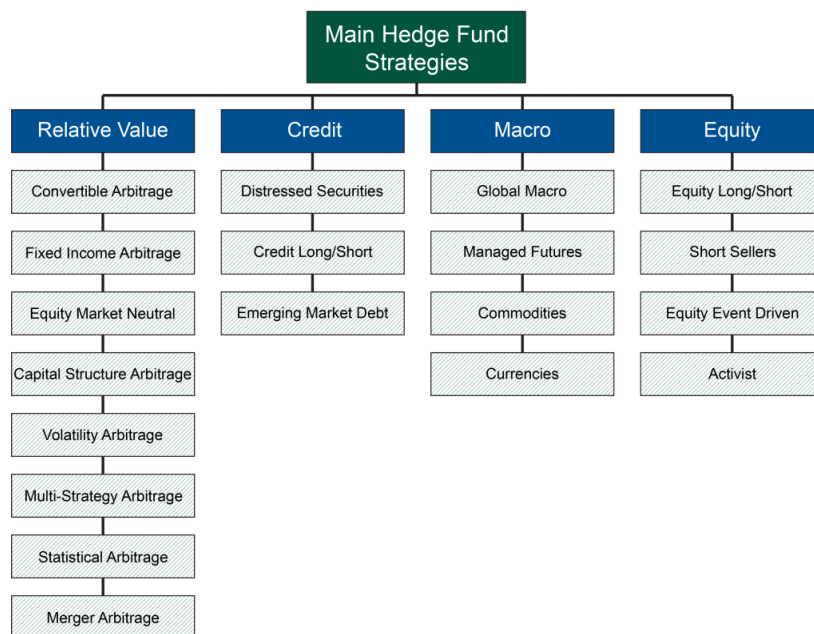 Main Hedge Fund
Strategies
Relative Value
Convertible Arbitrage
Fixed Income Arbitrage
Equity Market Neutral
Capital Structure Arbitrage
Volatility Arbitrage
Multi-Strategy Arbitrage
Statistical Arbitrage
Merger Arbitrage
Credit
Distressed Securities
Credit Long/Short
Emerging Market Debt
Macro
Global Macro
Managed Futures
Commodities
Currencies
Equity
Equity Long/Short
Short Sellers
Equity Event Driven
Activist